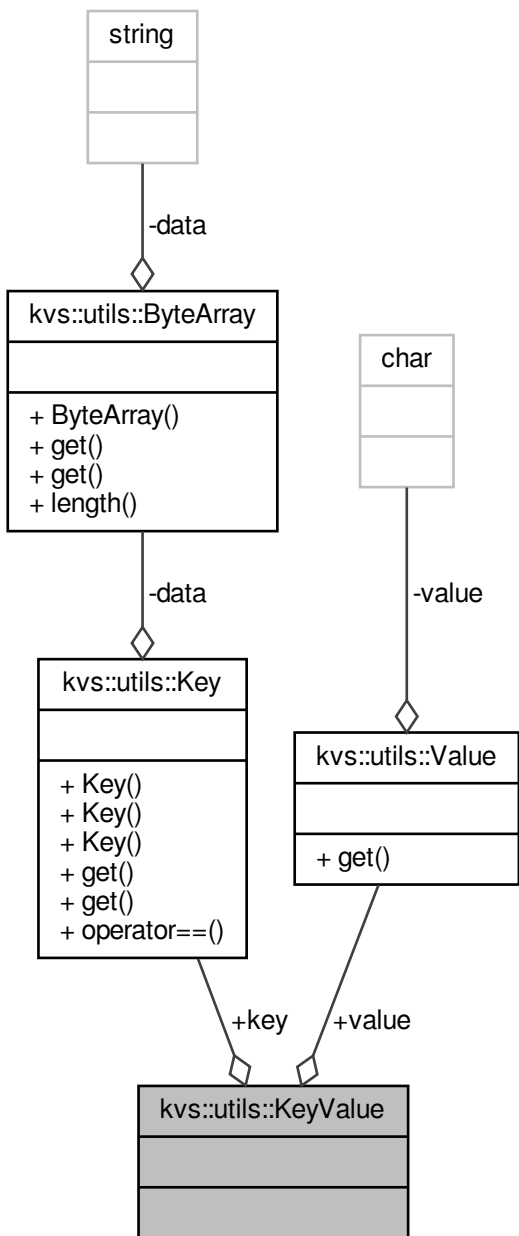 string
-data
kvs::utils::ByteArray
+ ByteArray()
+ get()
+ get()
+ length()
char
-data
-value
kvs::utils::Key
+ Key()
+ Key()
+ Key()
+ get()
+ get()
+ operator==()
kvs::utils::Value
+ get()
+key
+value
kvs::utils::KeyValue